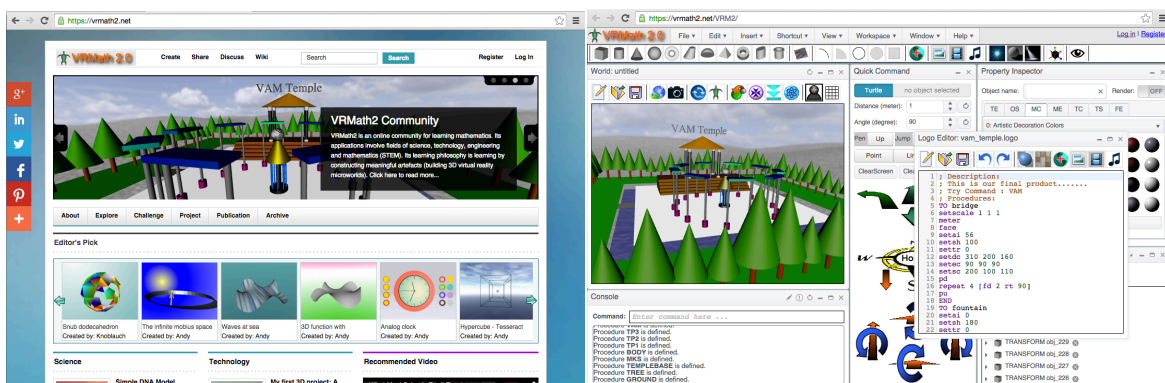 https://vrmath2.net
VRMath 2.0
Create Share Discuss Wiki
Search
Search
Register Log In
VAM Temple
VRMath2 Community
VRMath2 is an online community for learning mathematics. Its
applications involve fields of science, technology, engineering
and mathematics (STEM). Its learning philosophy is learning by
constructing meaningful artefacts (building 3D virtual reality
microworlds). Click here to read more...
About Explore Challenge Project Publication Archive
Editor's Pick
Snub dodecahedron
Created by: Knoblauch
The infinite mobius space
Created by: Andy
Waves at sea
Created by: Andy
3D function with
Created by: Andy
Analog clock
Created by: Andy
Hypercube - Tesseract
Created by: Andy
Science
Technology
Recommended Video
Simple DNA Model
My first 3D project: A
https://vrmath2.net/VRM2/
VRMath 2.0
File Edit Insert Shortcut View Workspace Window Help
Log in | Register
World: untitled
VAM Temple
Quick Command
Turtle
no object selected
Distance (meter): 1
Angle (degree): 90
Pen Up Jump
Point
ClearScreen
Property Inspector
Object name:
Render: OFF
TE OS MC ME TC TS FE
0: Artistic Decoration Colors
Logo Editor: vam_temple.logo
1 ; Description:
2 ; This is our final product.......
3 ; Try Command : VAM
4 ; Procedures:
5 TO bridge
6 setscale 1 1 1
7 meter
8 face
9 setai 56
10 setsh 100
11 settr 0
12 setdc 310 200 160
13 setec 90 90 90
14 setsc 200 100 110
15 pd
16 repeat 4 [fd 2 rt 90]
17 pu
18 END
19 TO fountain
20 setai 0
21 setsh 180
22 settr 0
Console
Command: Enter command here ...
Procedure VAM is defined.
Procedure TP3 is defined.
Procedure TP2 is defined.
Procedure TP1 is defined.
Procedure BODY is defined.
Procedure MKS is defined.
Procedure TEMPLEBASE is defined.
Procedure TREE is defined.
Procedure GROUND is defined.
TRANSFORM obj_229
TRANSFORM obj_228
TRANSFORM obj_227
TRANSFORM obj_226